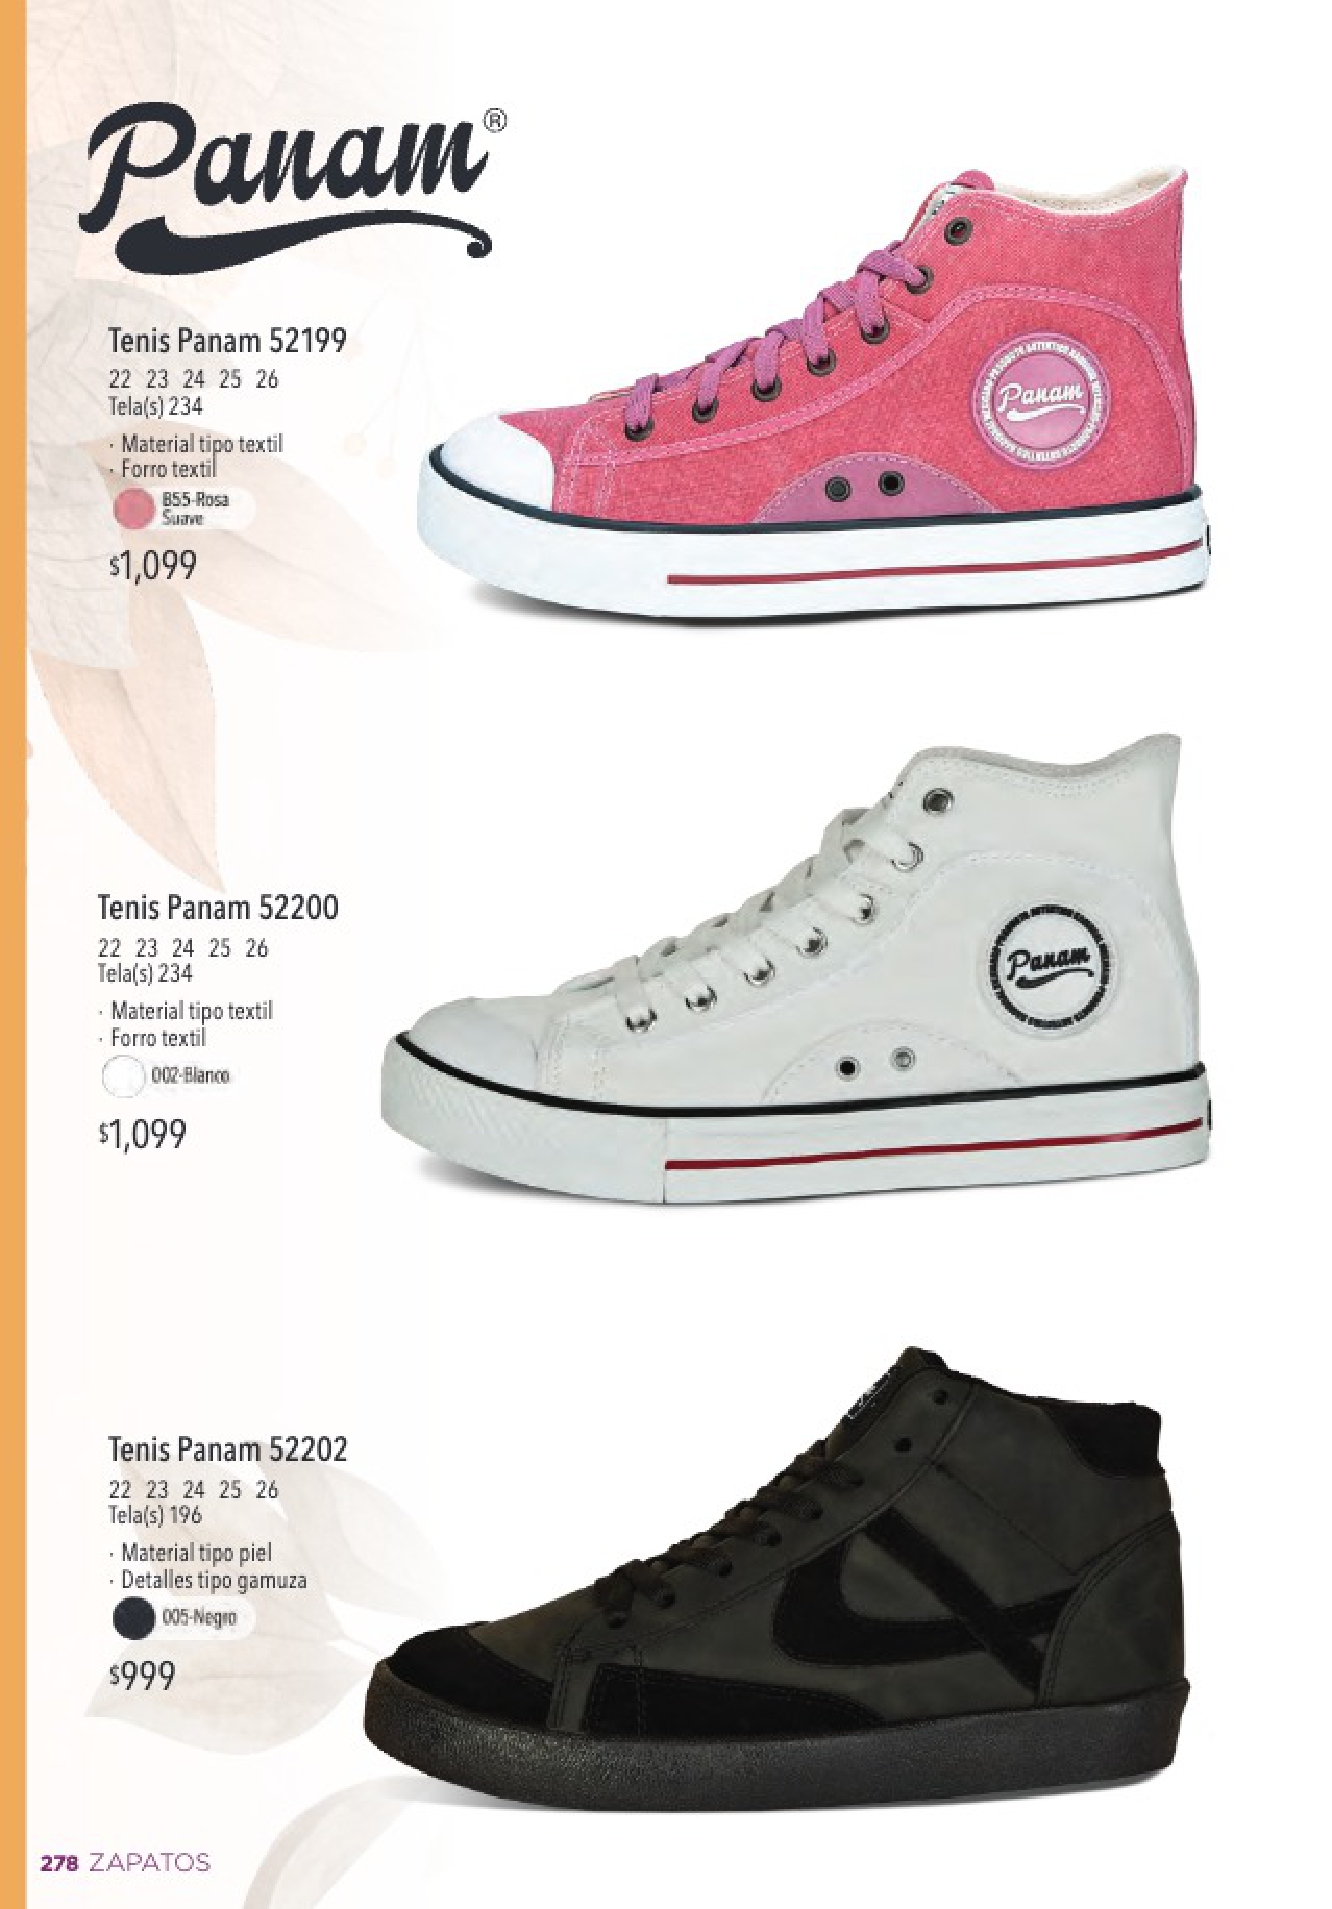 Panam®
Tenis Panam 52199
22 23 24 25 26
Tela(s) 234
· Material tipo textil
· Forro textil
B55-Rosa
Suave
$1,099
Panam
Tenis Panam 52200
22 23 24 25 26
Tela(s) 234
· Material tipo textil
· Forro textil
002-Blanco
$1,099
Panam
Tenis Panam 52202
22 23 24 25 26
Tela(s) 196
· Material tipo piel
· Detalles tipo gamuza
005-Negro
$999
278 ZAPATOS